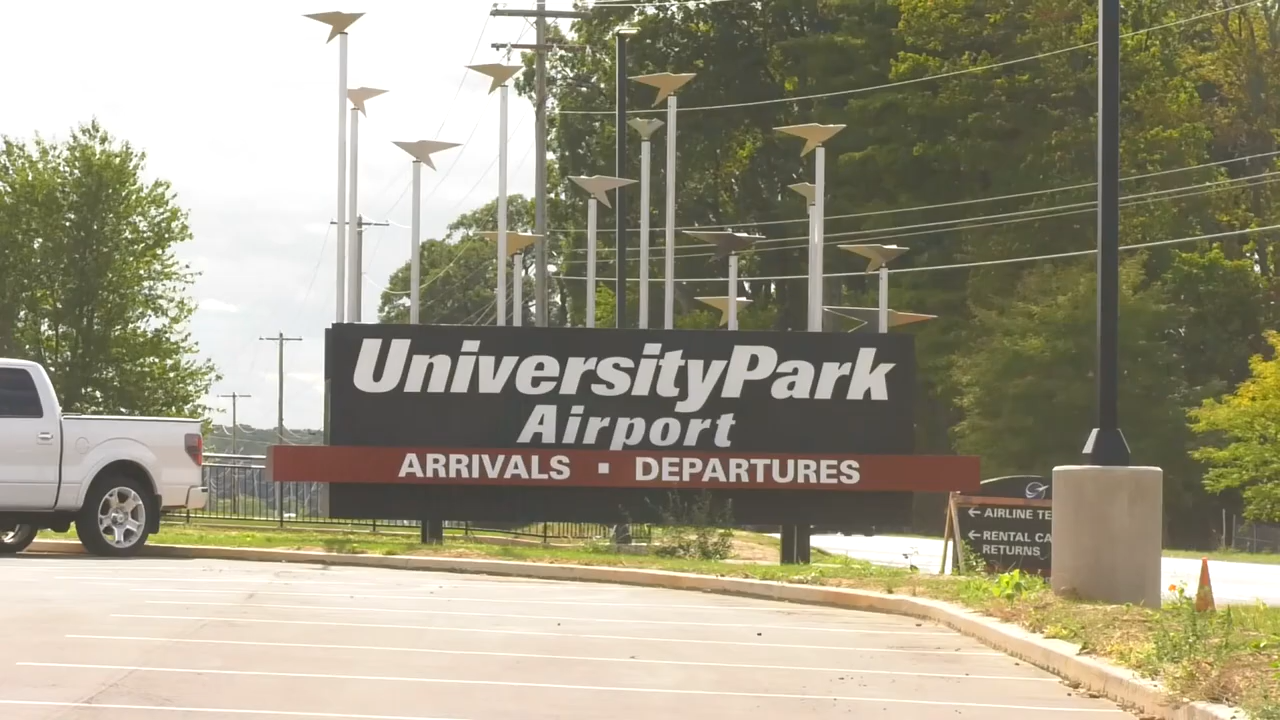 UniversityPark
Airport
ARRIVALS ▪ DEPARTURES
← AIRLINE TE
← RENTAL CA
RETURNS